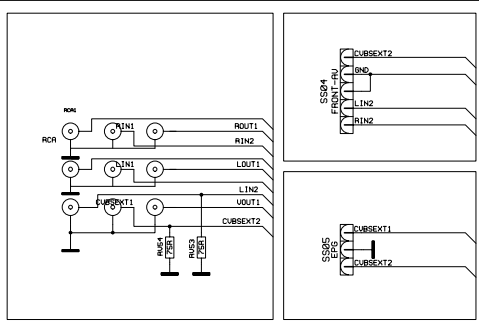 RCA1
RCA
RIN1
ROUT1
RIN2
LIN1
LOUT1
LIN2
CVBSEXT1
VOUT1
CVBSEXT2
RV54
75R
RV53
75R
SS04
FRONT-AV
CVBSEXT2
GND
LIN2
RIN2
SS05
EPG
CVBSEXT1
CVBSEXT2